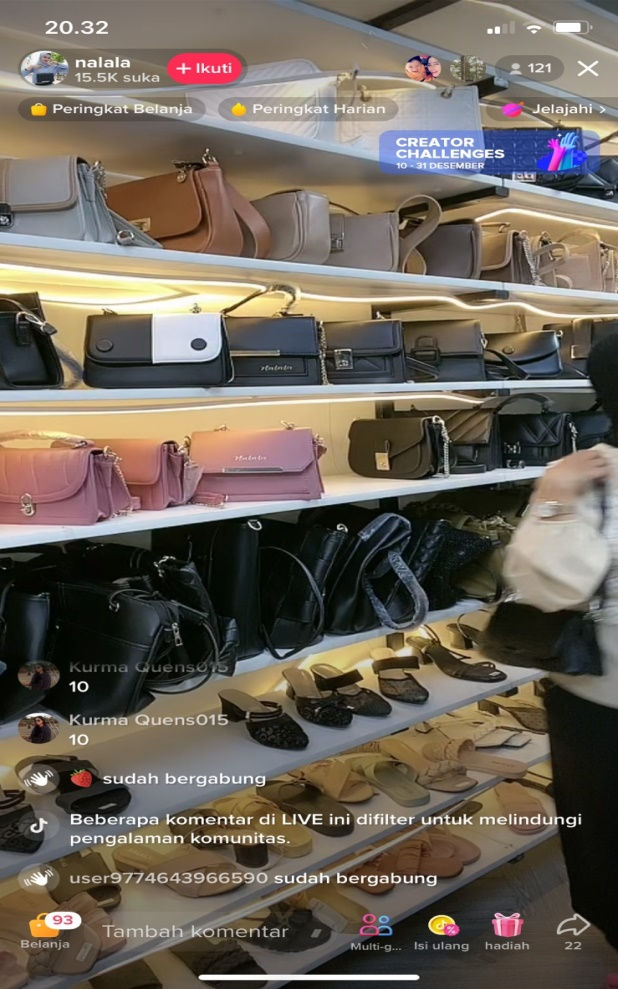 20.32
nalala
15.5K suka
+ Ikuti
121
Peringkat Belanja
Peringkat Harian
Jelajahi >
CREATOR
CHALLENGES
10 - 31 DESEMBER
Nalala
Nalala
Kurma Quens015
10
Kurma Quens015
10
🍓 sudah bergabung
Beberapa komentar di LIVE ini difilter untuk melindungi
pengalaman komunitas.
user9774643966590 sudah bergabung
93
Belanja
Tambah komentar
Multi-g...
Isi ulang
hadiah
22